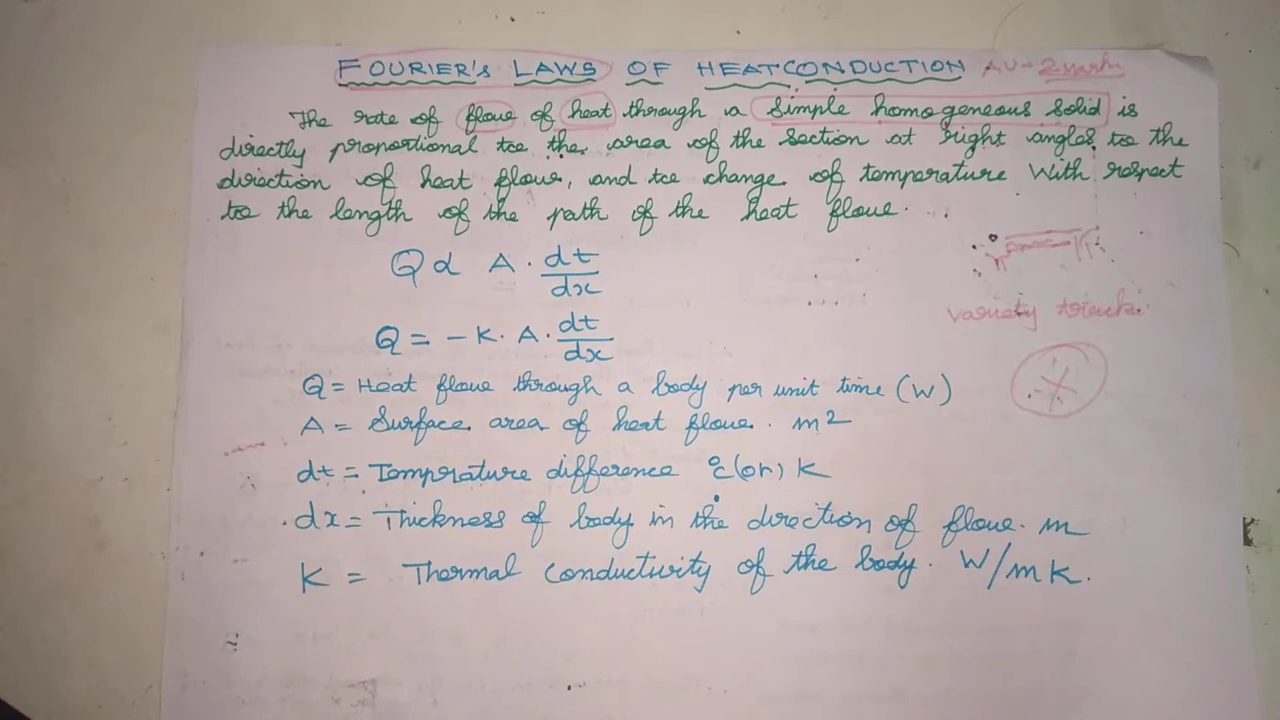 FOURIER'S LAWS OF HEATCONDUCTION AU - 2 marks
The rate of flow of heat through a simple homogeneous solid is
directly proportional to the area of the section at right angles to the
direction of heat flow, and to change of temperature with respect
to the length of the path of the heat flow.
Q ∝ A · dt/dx
Q = - K · A · dt/dx
variety
Q = Heat flow through a body per unit time (W)
A = Surface area of heat flow. m2
dt = Temprature difference °c (or) K
dx = Thickness of body in the direction of flow. m
K = Thermal conductivity of the body. W/mK.